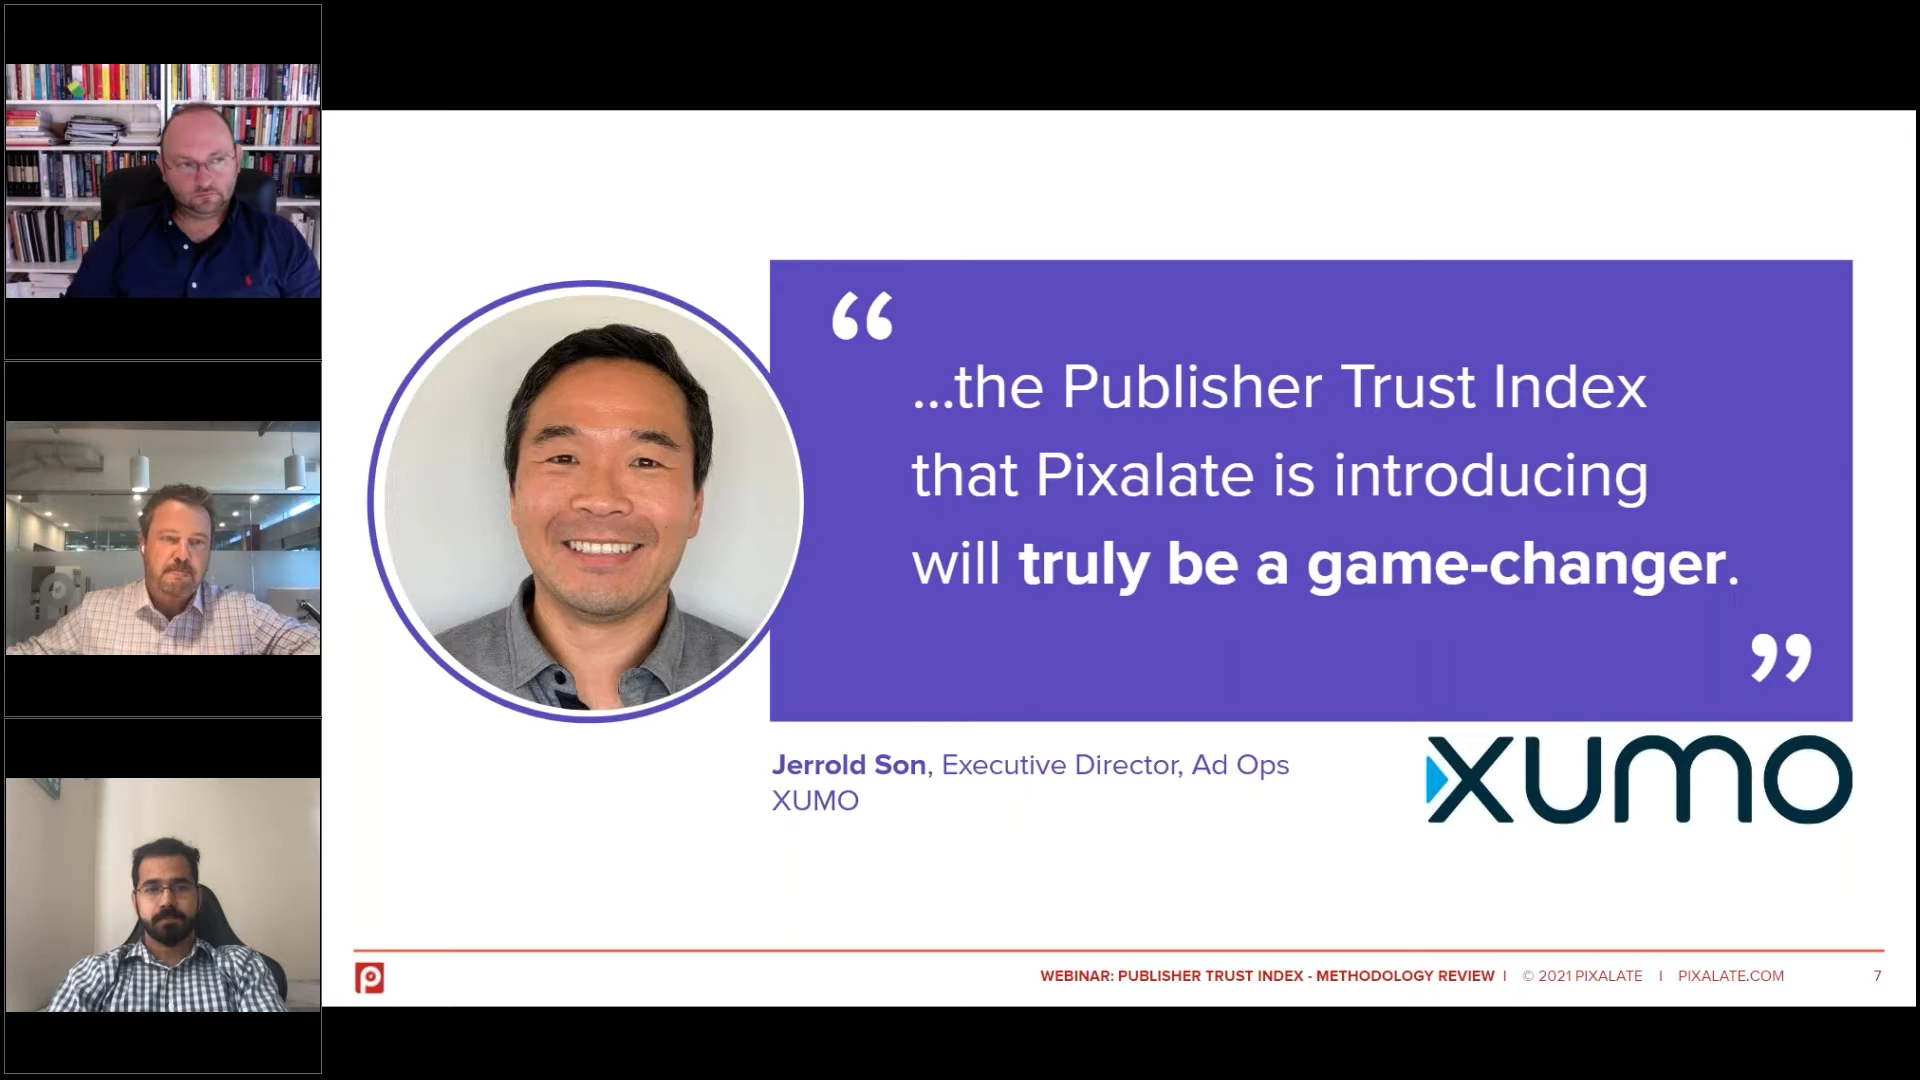 “
...the Publisher Trust Index
that Pixalate is introducing
will truly be a game-changer.
”
Jerrold Son, Executive Director, Ad Ops
XUMO
XUMO
WEBINAR: PUBLISHER TRUST INDEX - METHODOLOGY REVIEW I © 2021 PIXALATE I PIXALATE.COM 7